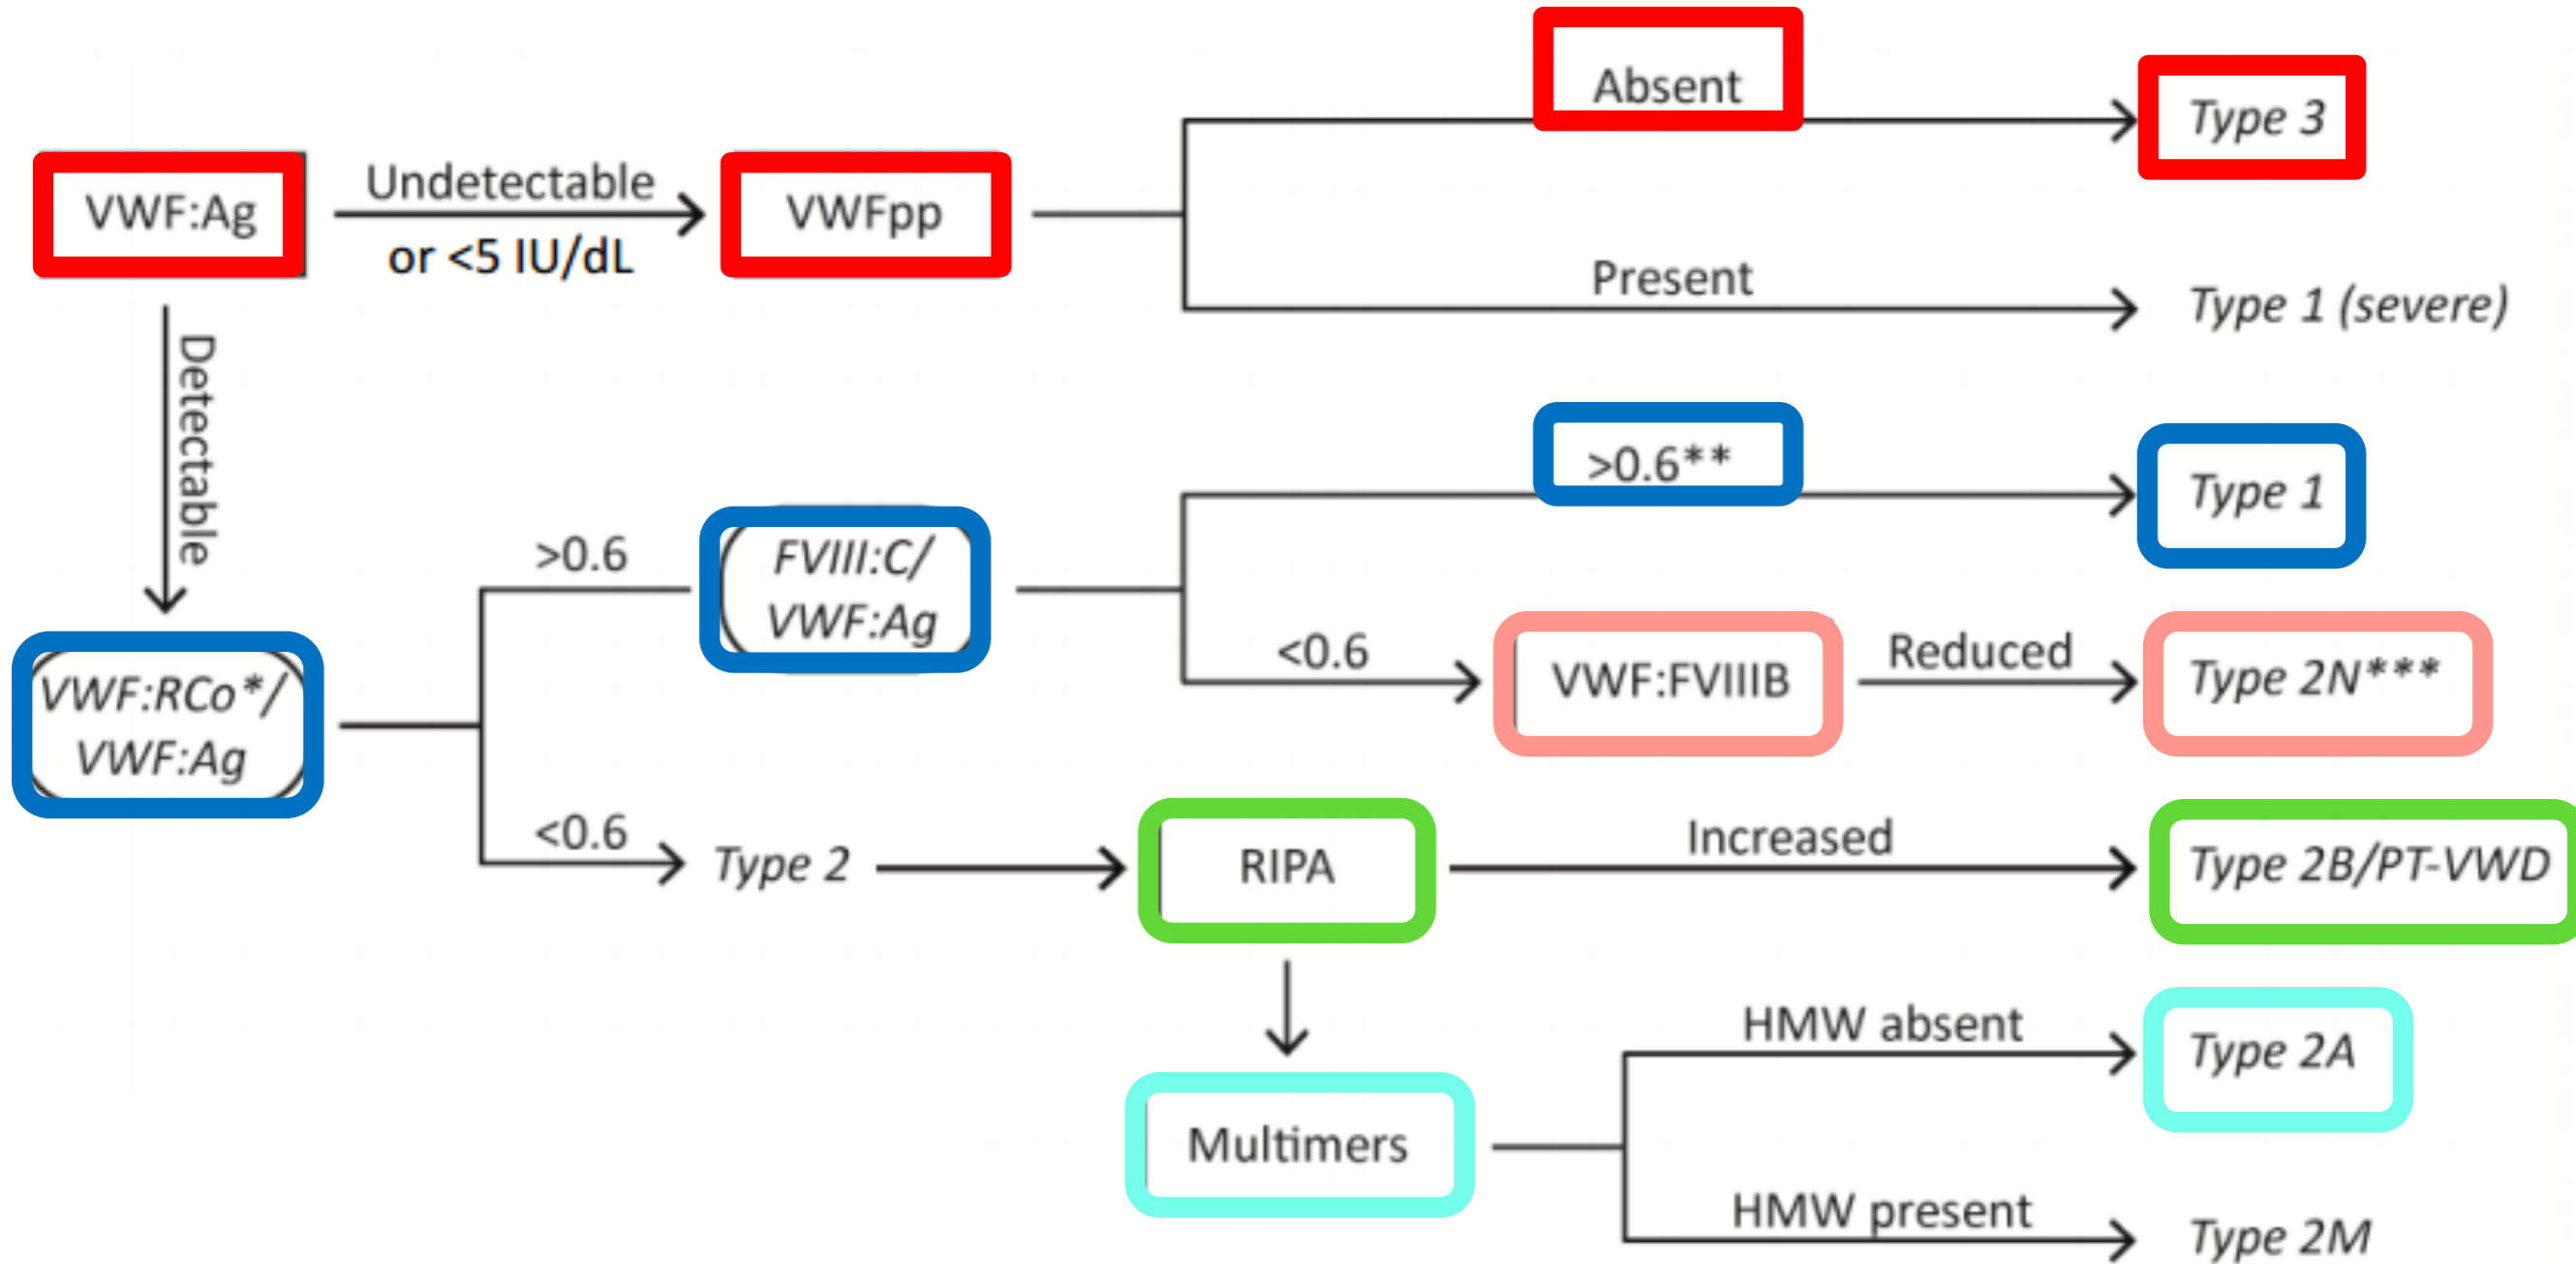 Absent
Type 3
Undetectable
VWF:Ag
VWFpp
or <5 IU/dL
Present
Type 1 (severe)
Detectable
>0.6**
Type 1
>0.6
FVIII:C/
VWF:Ag
<0.6
VWF:FVIIIB
Reduced
Type 2N***
VWF:RCo*/
VWF:Ag
<0.6
Type 2
RIPA
Increased
Type 2B/PT-VWD
HMW absent
Type 2A
Multimers
HMW present
Type 2M